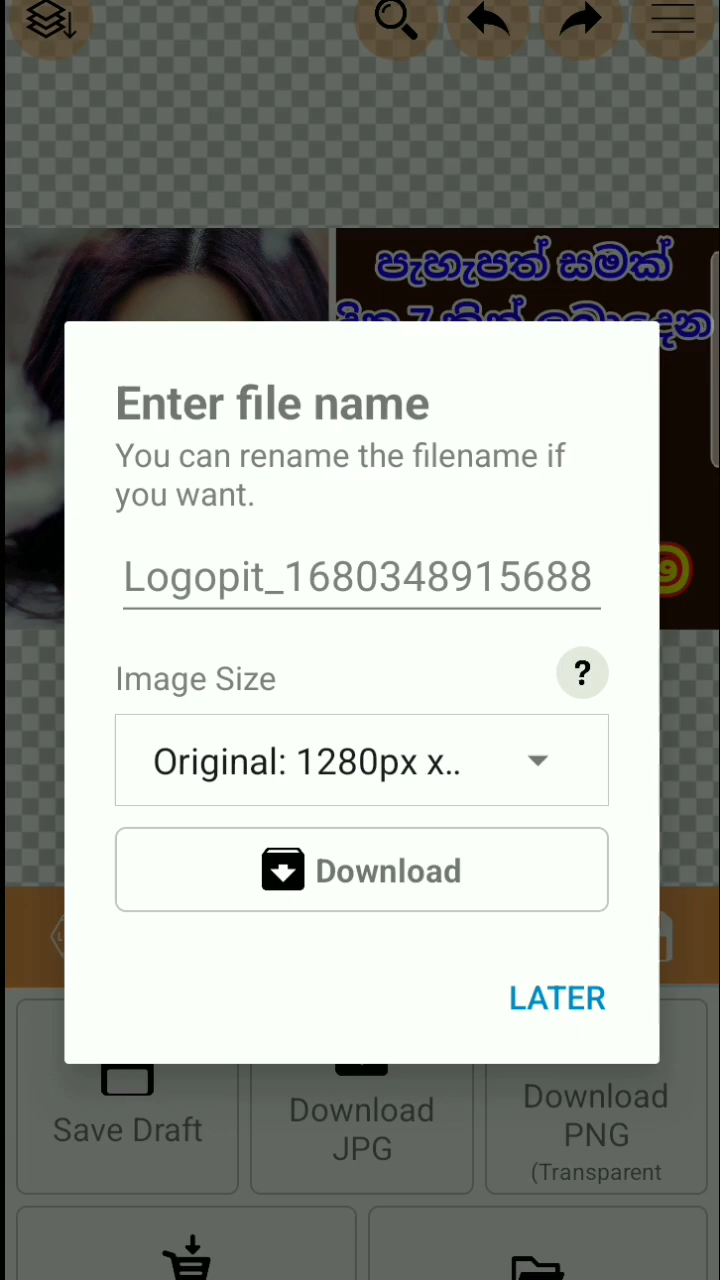 පැහැපත් සමක්
Enter file name
You can rename the filename if
you want.
Logopit_1680348915688
Image Size
?
Original: 1280px x..
Download
LATER
Save Draft
Download
JPG
Download
PNG
(Transparent